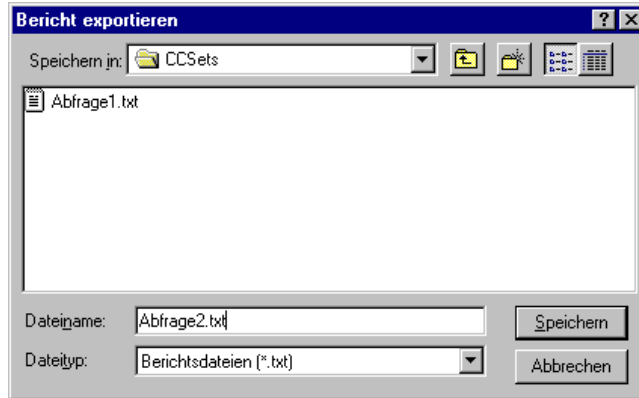 Bericht exportieren
Speichern in: CCSets
Abfrage1.txt
Dateiname: Abfrage2.txt Speichern
Dateityp: Berichtsdateien (*.txt) Abbrechen